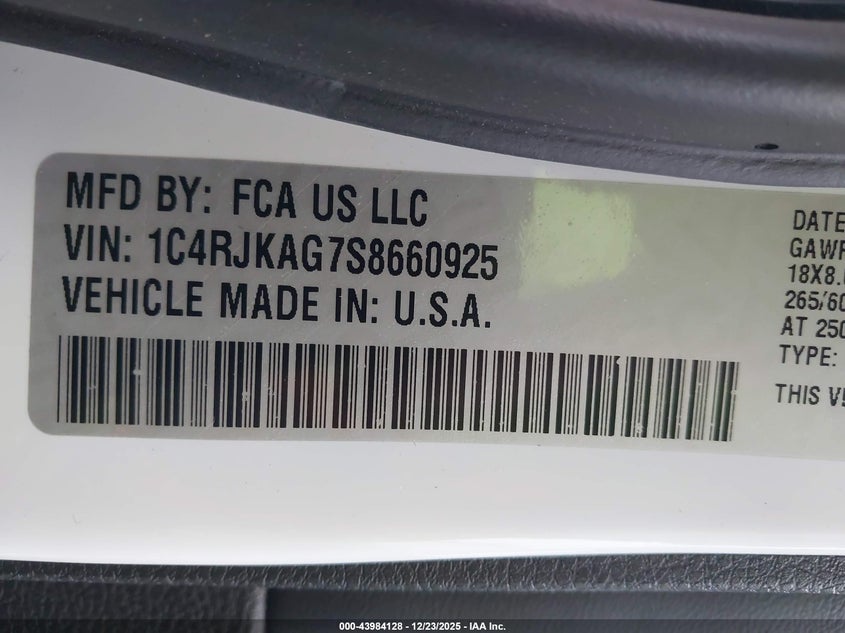 MFD BY: FCA US LLC
VIN: 1C4RJKAG7S8660925
VEHICLE MADE IN: U.S.A.
DATE
GAWR
18X8.
265/60
AT 250
TYPE:
THIS
000-43984128 - 12/23/2025 - IAA Inc.